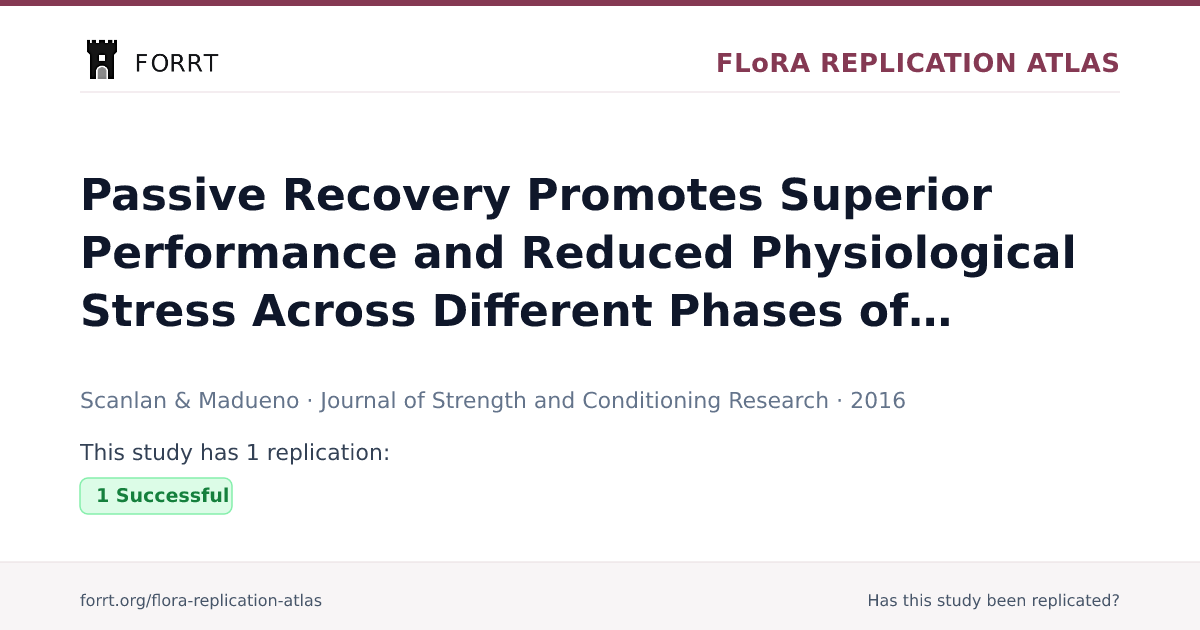 FORRT
FLoRA REPLICATION ATLAS
Passive Recovery Promotes Superior
Performance and Reduced Physiological
Stress Across Different Phases of…
Scanlan & Madueno · Journal of Strength and Conditioning Research · 2016
This study has 1 replication:
1 Successful
forrt.org/flora-replication-atlas
Has this study been replicated?